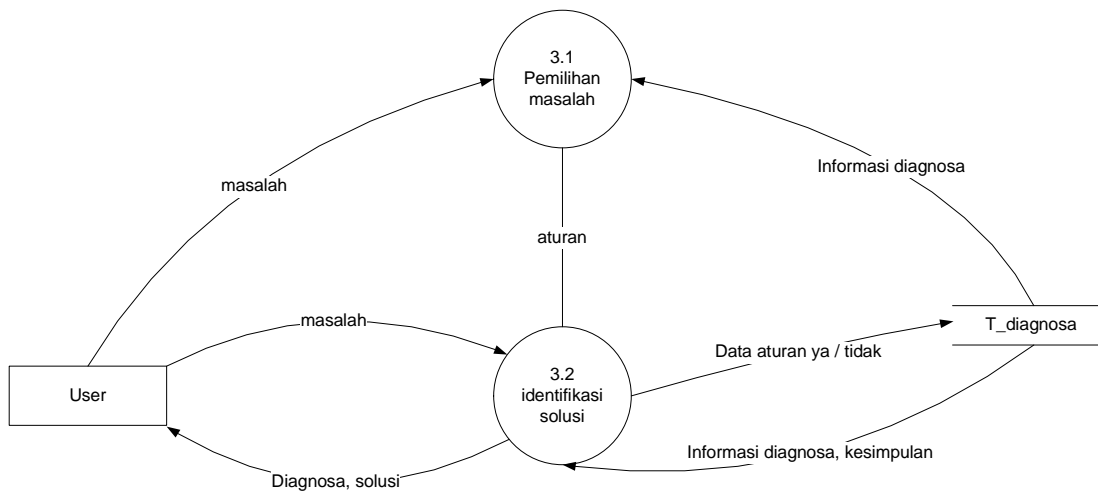 3.1
Pemilihan
masalah
Informasi diagnosa
masalah
aturan
masalah
T_diagnosa
Data aturan ya / tidak
User
3.2
identifikasi
solusi
Informasi diagnosa, kesimpulan
Diagnosa, solusi